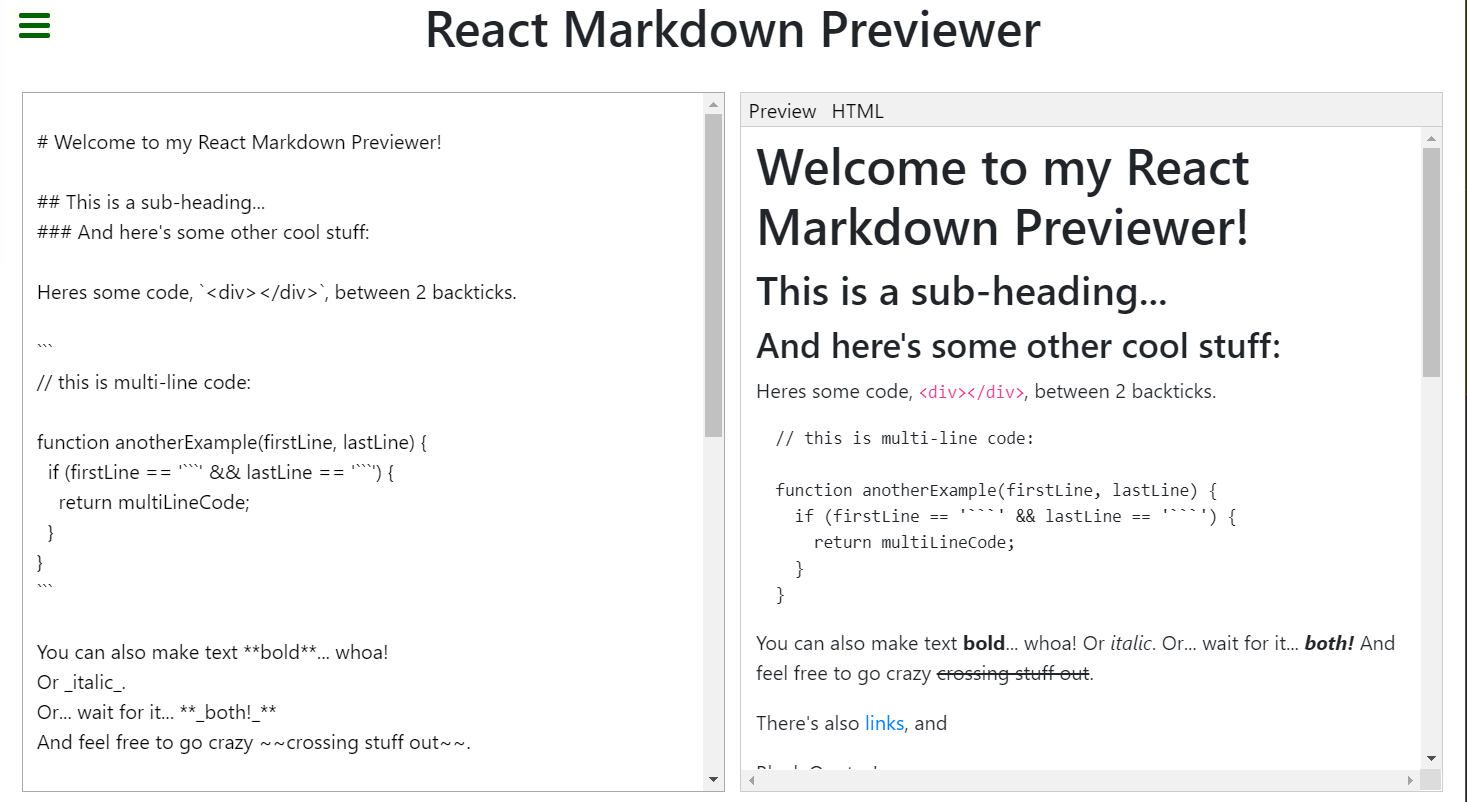 React Markdown Previewer
# Welcome to my React Markdown Previewer!
## This is a sub-heading...
### And here's some other cool stuff:
Heres some code, `<div></div>`, between 2 backticks.
```
// this is multi-line code:
function anotherExample(firstLine, lastLine) {
  if (firstLine == '```' && lastLine == '```') {
    return multiLineCode;
  }
}
```
You can also make text **bold**... whoa!
Or _italic_.
Or... wait for it... **_both!_**
And feel free to go crazy ~~crossing stuff out~~.
Preview HTML
Welcome to my React
Markdown Previewer!
This is a sub-heading...
And here's some other cool stuff:
Heres some code, <div></div>, between 2 backticks.
// this is multi-line code:
function anotherExample(firstLine, lastLine) {
  if (firstLine == '```' && lastLine == '```') {
    return multiLineCode;
  }
}
You can also make text bold... whoa! Or italic. Or... wait for it... both! And
feel free to go crazy crossing stuff out.
There's also links, and